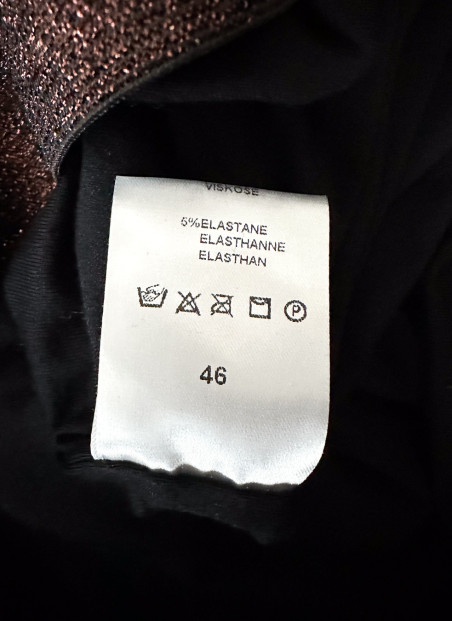 VISKOSE
5%ELASTANE
ELASTHANNE
ELASTHAN
P
46